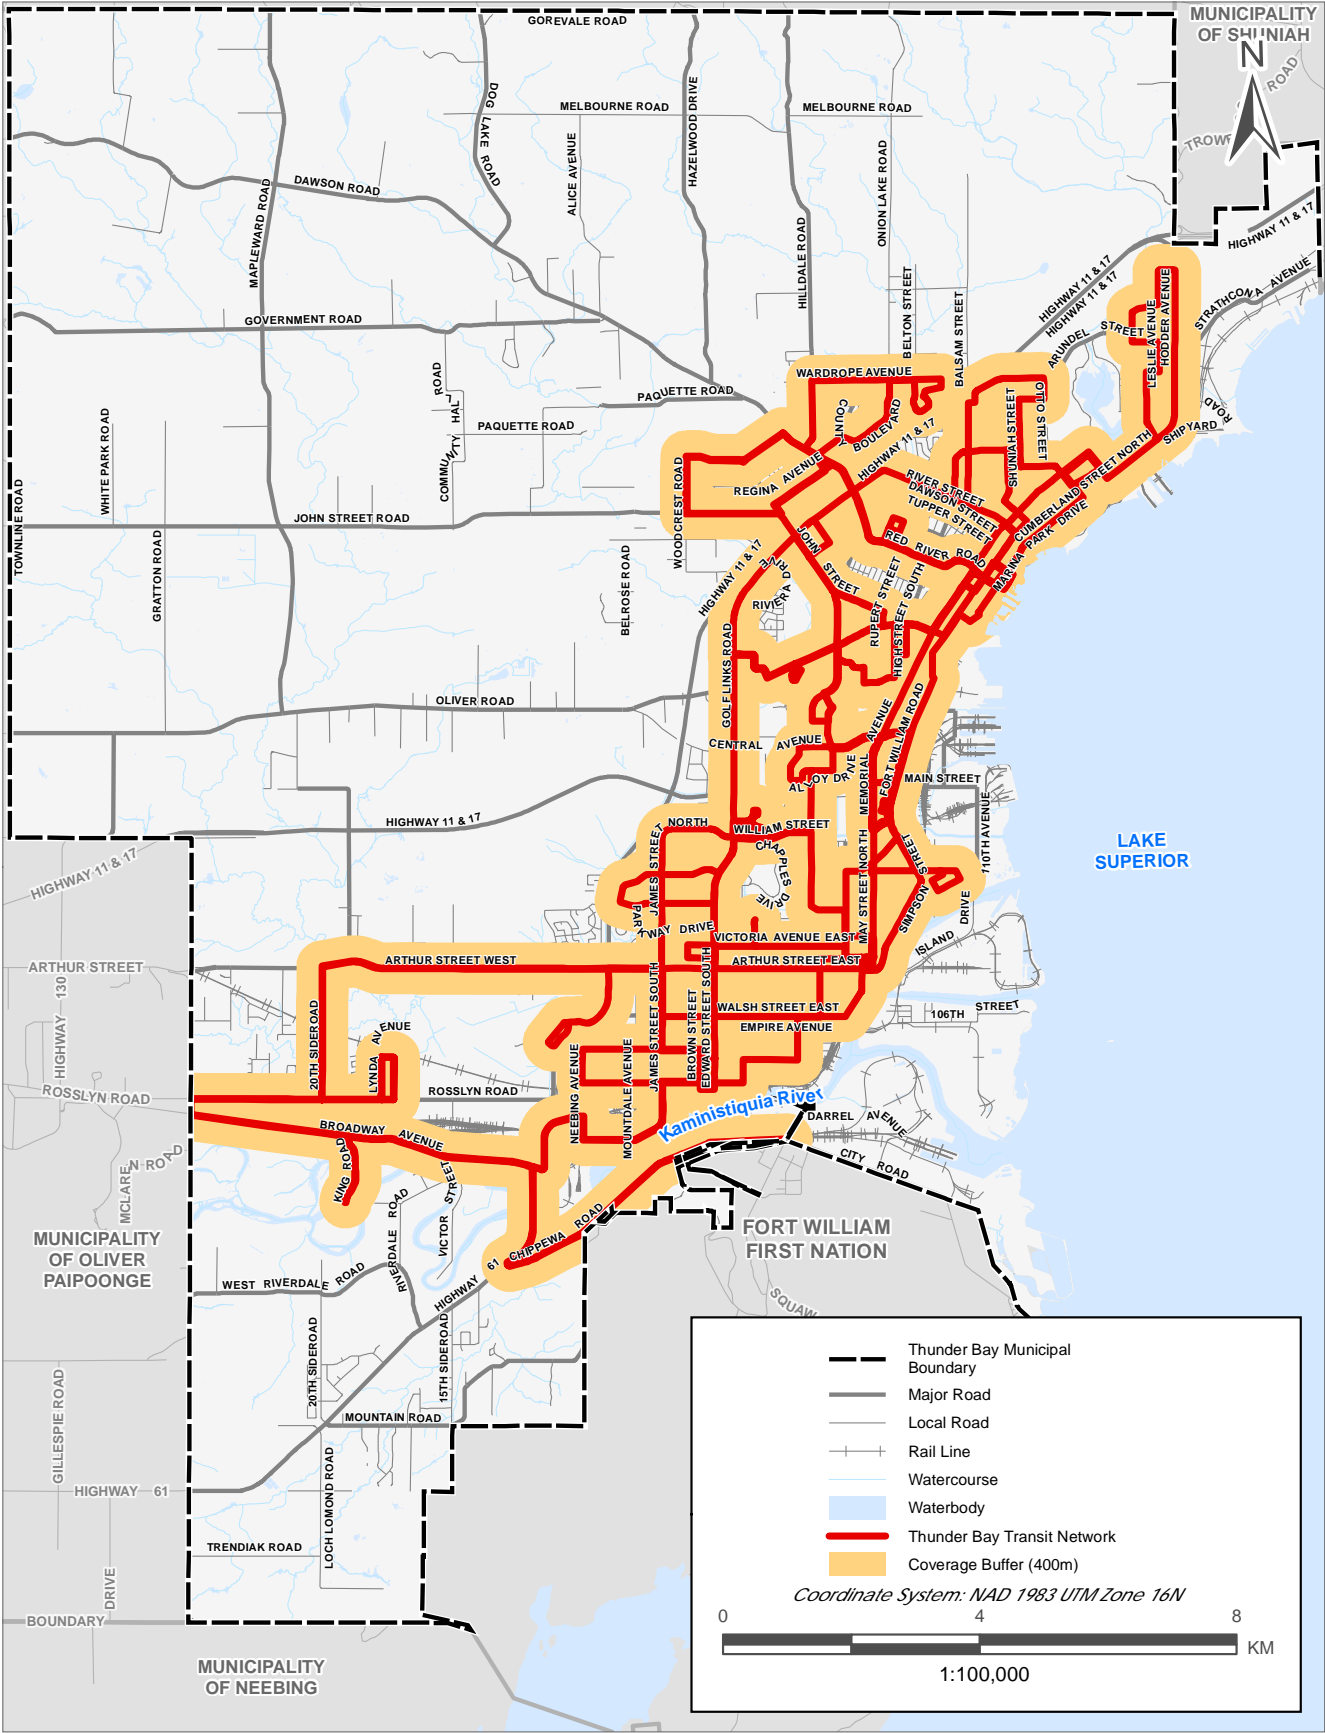 GOREVALE ROAD
MUNICIPALITY
OF SHUNIAH
N
ROAD
DOG LAKE ROAD
MELBOURNE ROAD
HAZELWOOD DRIVE
MELBOURNE ROAD
ALICE AVENUE
ONION LAKE ROAD
DAWSON ROAD
MAPLEWARD ROAD
HILLDALE ROAD
HIGHWAY 11 & 17
HIGHWAY 11 & 17
HIGHWAY 11 & 17
STRATHCONA AVENUE
GOVERNMENT ROAD
BELTON STREET
BALSAM STREET
ARUNDEL STREET
LESLIE AVENUE
HODDER AVENUE
WARDROPE AVENUE
COMMUNITY HALL ROAD
PAQUETTE ROAD
PAQUETTE ROAD
COUNTY BOULEVARD
HIGHWAY 11 & 17
OTTO STREET
SHUNIAH STREET
SHIPYARD ROAD
WHITE PARK ROAD
WOODCREST ROAD
REGINA AVENUE
RIVER STREET
DAWSON STREET
TUPPER STREET
CUMBERLAND STREET NORTH
MARINA PARK DRIVE
TOWNLINE ROAD
JOHN STREET ROAD
GRATTON ROAD
BELROSE ROAD
HIGHWAY 11 & 17
JOHN STREET
RED RIVER ROAD
RIVIERA DRIVE
RUPERT STREET
HIGH STREET SOUTH
GOLF LINKS ROAD
OLIVER ROAD
CENTRAL AVENUE
MEMORIAL AVENUE
FORT WILLIAM ROAD
ALLOY DRIVE
MAIN STREET
110TH AVENUE
HIGHWAY 11 & 17
NORTH
WILLIAM STREET
CHAPPLES DRIVE
JAMES STREET
MAY STREET NORTH
SIMPSON STREET
LAKE
SUPERIOR
HIGHWAY 11 & 17
PARKWAY DRIVE
VICTORIA AVENUE EAST
ISLAND DRIVE
ARTHUR STREET
ARTHUR STREET WEST
ARTHUR STREET EAST
HIGHWAY 130
20TH SIDEROAD
LYNDA AVENUE
JAMES STREET SOUTH
BROWN STREET
EDWARD STREET SOUTH
WALSH STREET EAST
EMPIRE AVENUE
106TH STREET
ROSSLYN ROAD
ROSSLYN ROAD
NEEBING AVENUE
MOUNTDALE AVENUE
Kaministiquia River
DARREL AVENUE
CITY ROAD
BROADWAY AVENUE
KING ROAD
VICTOR STREET
RIVERDALE ROAD
CHIPPEWA ROAD
FORT WILLIAM
FIRST NATION
MUNICIPALITY
OF OLIVER
PAIPOONGE
WEST RIVERDALE ROAD
HIGHWAY 61
SQUAW
20TH SIDEROAD
15TH SIDEROAD
MOUNTAIN ROAD
GILLESPIE ROAD
HIGHWAY 61
LOCH LOMOND ROAD
TRENDIAK ROAD
DRIVE
BOUNDARY
MUNICIPALITY
OF NEEBING
Thunder Bay Municipal
Boundary
Major Road
Local Road
Rail Line
Watercourse
Waterbody
Thunder Bay Transit Network
Coverage Buffer (400m)
Coordinate System: NAD 1983 UTM Zone 16N
0 4 8
KM
1:100,000